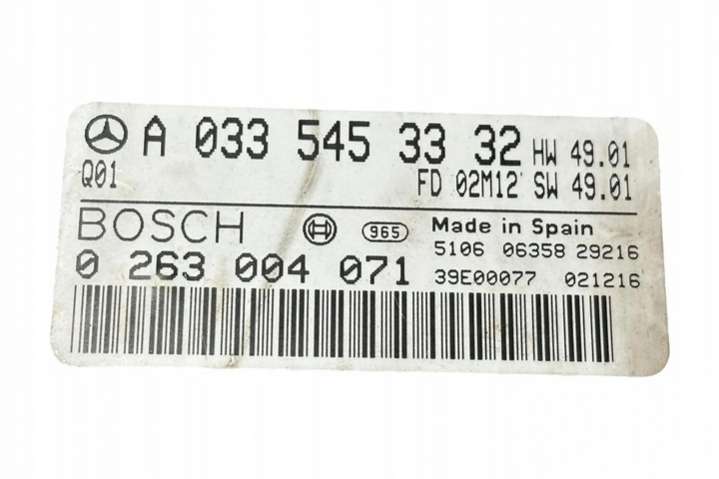 A 033 545 33 32 HW 49.01
Q01 FD 02M12 SW 49.01
BOSCH 965 Made in Spain
5106 06358 29216
0 263 004 071 39E00077 021216